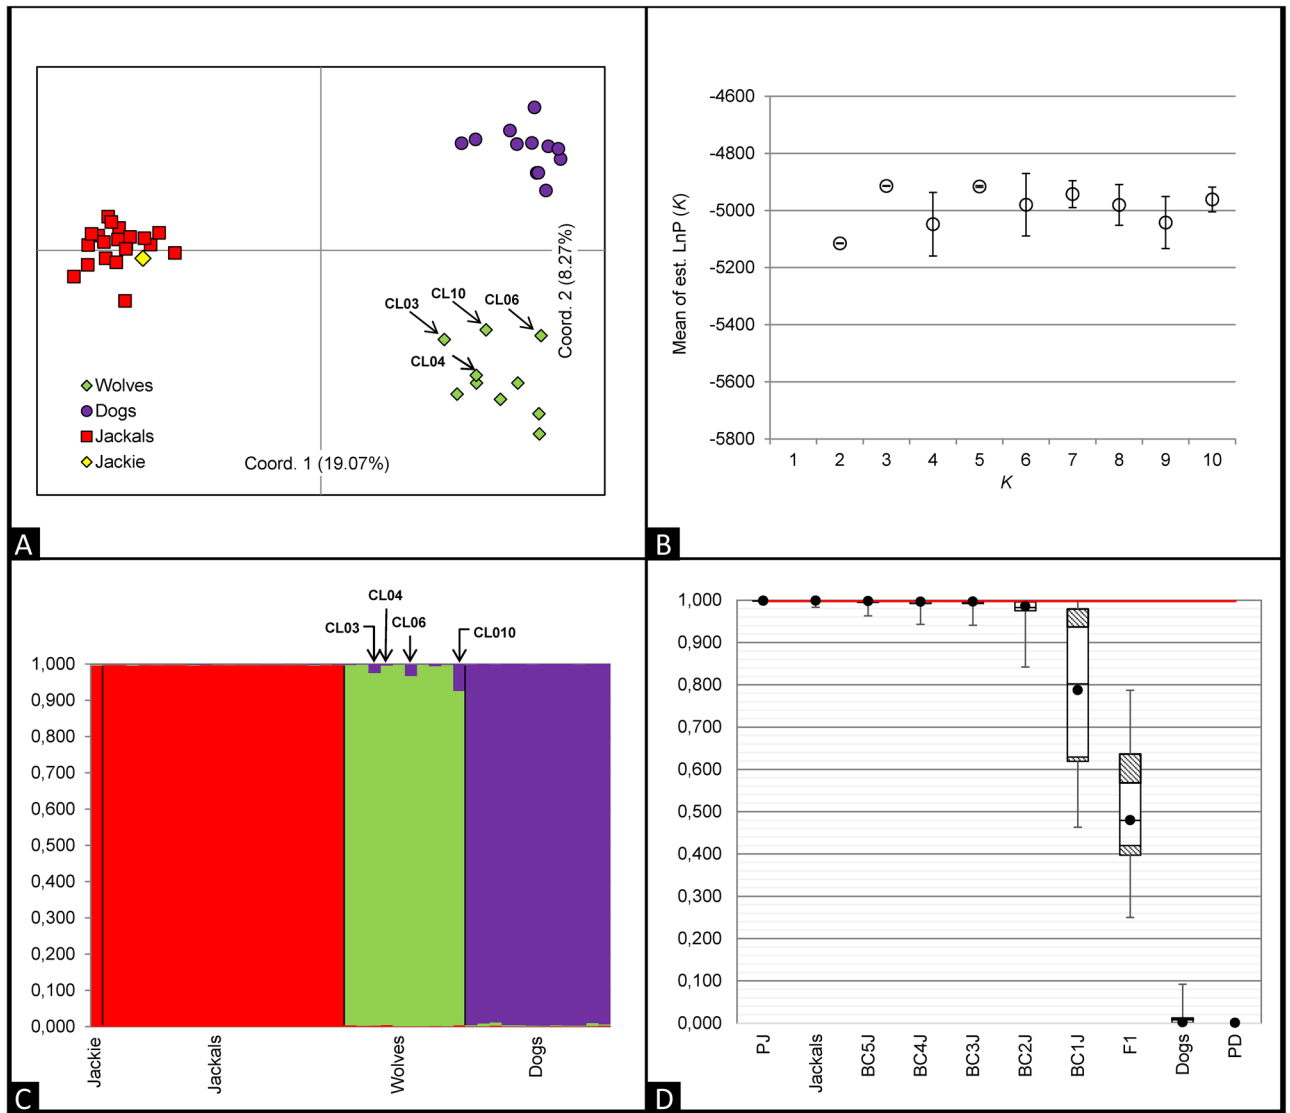 CL03
CL10
CL06
CL04
Coord. 2 (8.27%)
Wolves
Dogs
Jackals
Jackie
Coord. 1 (19.07%)
A
-4600
-4800
-5000
-5200
-5400
-5600
-5800
Mean of est. LnP (K)
1 2 3 4 5 6 7 8 9 10
K
B
CL04
CL03
CL06
CL010
1,000
0,900
0,800
0,700
0,600
0,500
0,400
0,300
0,200
0,100
0,000
Jackie
Jackals
Wolves
Dogs
C
1,000
0,900
0,800
0,700
0,600
0,500
0,400
0,300
0,200
0,100
0,000
PJ
Jackals
BC5J
BC4J
BC3J
BC2J
BC1J
F1
Dogs
PD
D